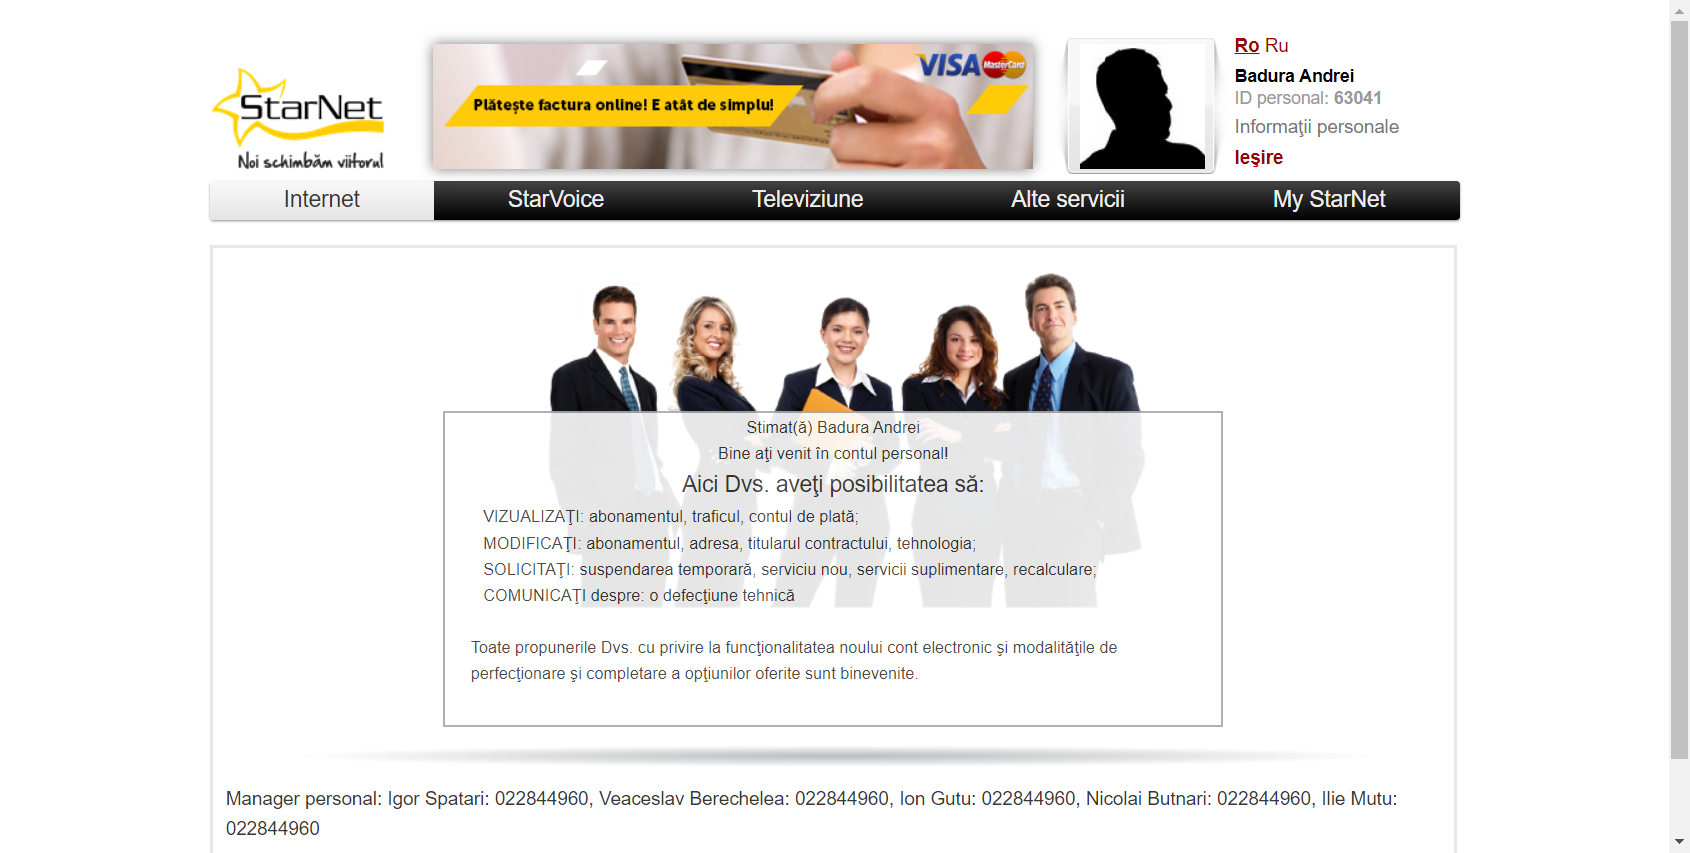 StarNet
Noi schimbăm viitorul
Plătește factura online! E atât de simplu!
VISA
MasterCard
Ro Ru
Badura Andrei
ID personal: 63041
Informaţii personale
Ieşire
Internet
StarVoice
Televiziune
Alte servicii
My StarNet
Stimat(ă) Badura Andrei
Bine aţi venit în contul personal!
Aici Dvs. aveţi posibilitatea să:
VIZUALIZAŢI: abonamentul, traficul, contul de plată;
MODIFICAŢI: abonamentul, adresa, titularul contractului, tehnologia;
SOLICITAŢI: suspendarea temporară, serviciu nou, servicii suplimentare, recalculare;
COMUNICAŢI despre: o defecţiune tehnică
Toate propunerile Dvs. cu privire la funcţionalitatea noului cont electronic şi modalităţile de
perfecţionare şi completare a opţiunilor oferite sunt binevenite.
Manager personal: Igor Spatari: 022844960, Veaceslav Berechelea: 022844960, Ion Gutu: 022844960, Nicolai Butnari: 022844960, Ilie Mutu:
022844960